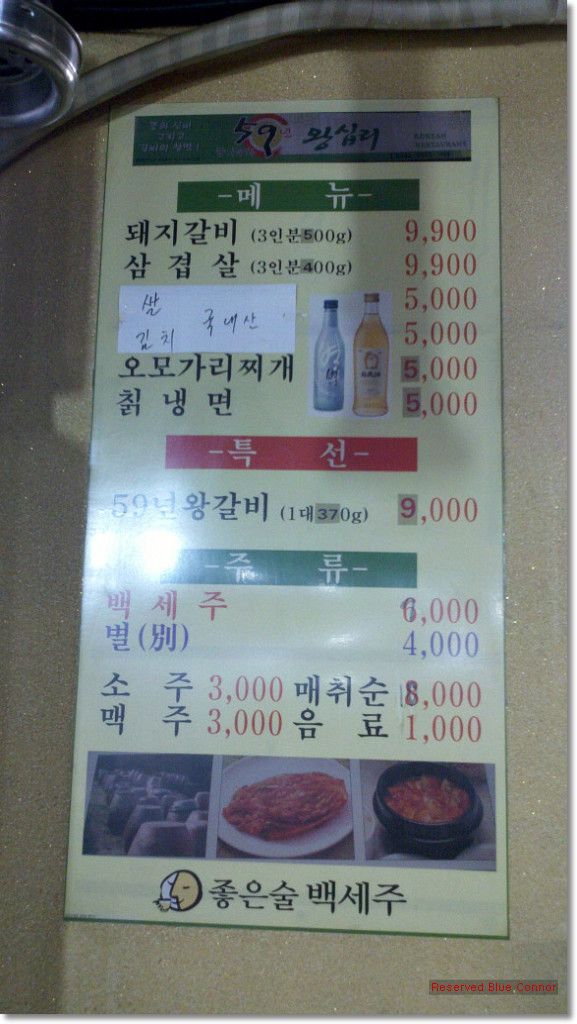 59년 왕십리
KOREAN
RESTAURANT
-메 뉴-
돼지갈비 (3인분500g) 9,900
삼 겹 살 (3인분400g) 9,900
쌀 5,000
김치 국내산 5,000
오모가리찌개 5,000
칡 냉 면 5,000
-특 선-
59년왕갈비 (1대370g) 9,000
-주 류-
백 세 주 6,000
별(別) 4,000
소 주 3,000 매취순 8,000
맥 주 3,000 음 료 1,000
좋은술 백세주
Reserved Blue Connor